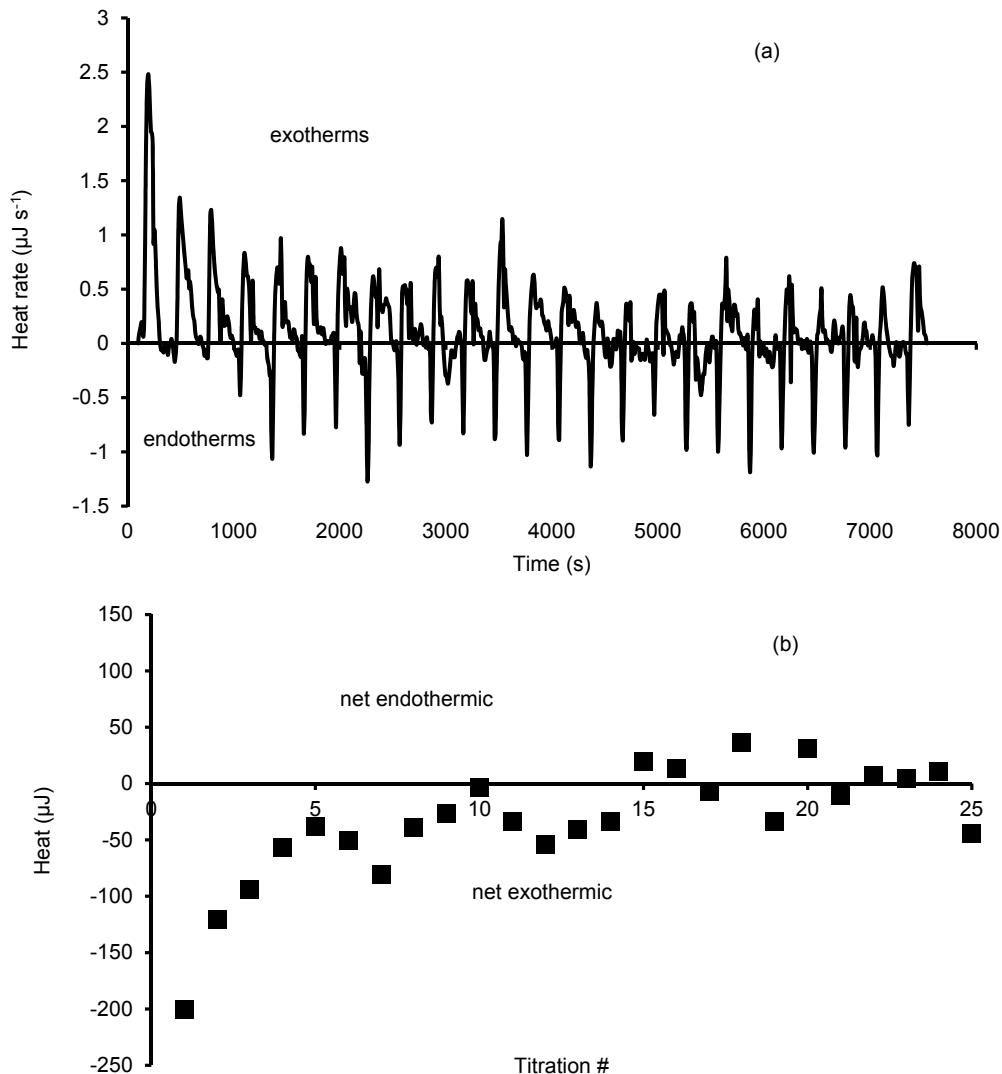 3
(a)
2.5
2
exotherms
1.5
Heat rate (µJ s⁻¹)
1
0.5
0
-0.5
endotherms
-1
-1.5
0 1000 2000 3000 4000 5000 6000 7000 8000
Time (s)
150
(b)
100
net endothermic
50
0
0 5 10 15 20 25
Heat (µJ)
-50
net exothermic
-100
-150
-200
-250
Titration #